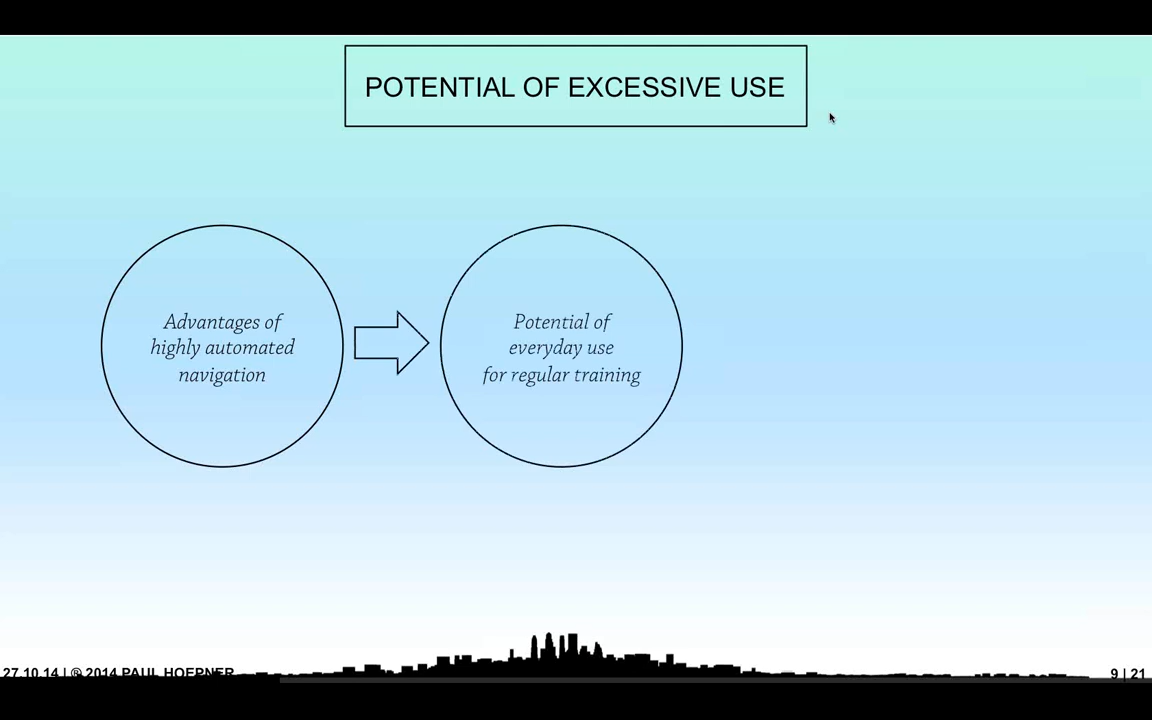 POTENTIAL OF EXCESSIVE USE
Advantages of
highly automated
navigation
Potential of
everyday use
for regular training
27.10.14 | ® 2014 PAUL HOEPNER
9 | 21